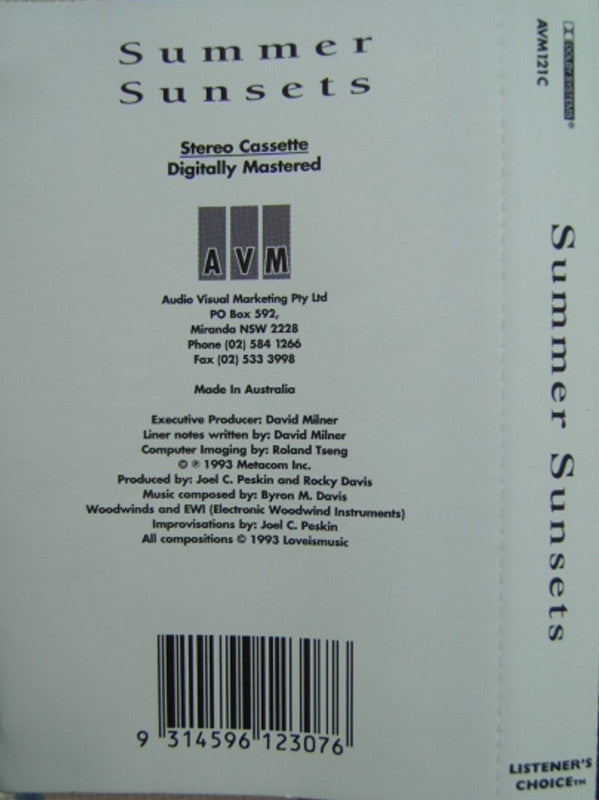 Summer
Sunsets
Stereo Cassette
Digitally Mastered
AVM
Audio Visual Marketing Pty Ltd
PO Box 592,
Miranda NSW 2228
Phone (02) 584 1266
Fax (02) 533 3998
Made In Australia
Executive Producer: David Milner
Liner notes written by: David Milner
Computer Imaging by: Roland Tseng
© ℗ 1993 Metacom Inc.
Produced by: Joel C. Peskin and Rocky Davis
Music composed by: Byron M. Davis
Woodwinds and EWI (Electronic Woodwind Instruments)
Improvisations by: Joel C. Peskin
All compositions © 1993 Loveismusic
9 314596 123076
DOLBY SYSTEMS®
AVM121C
Summer Sunsets
LISTENER'S
CHOICE™